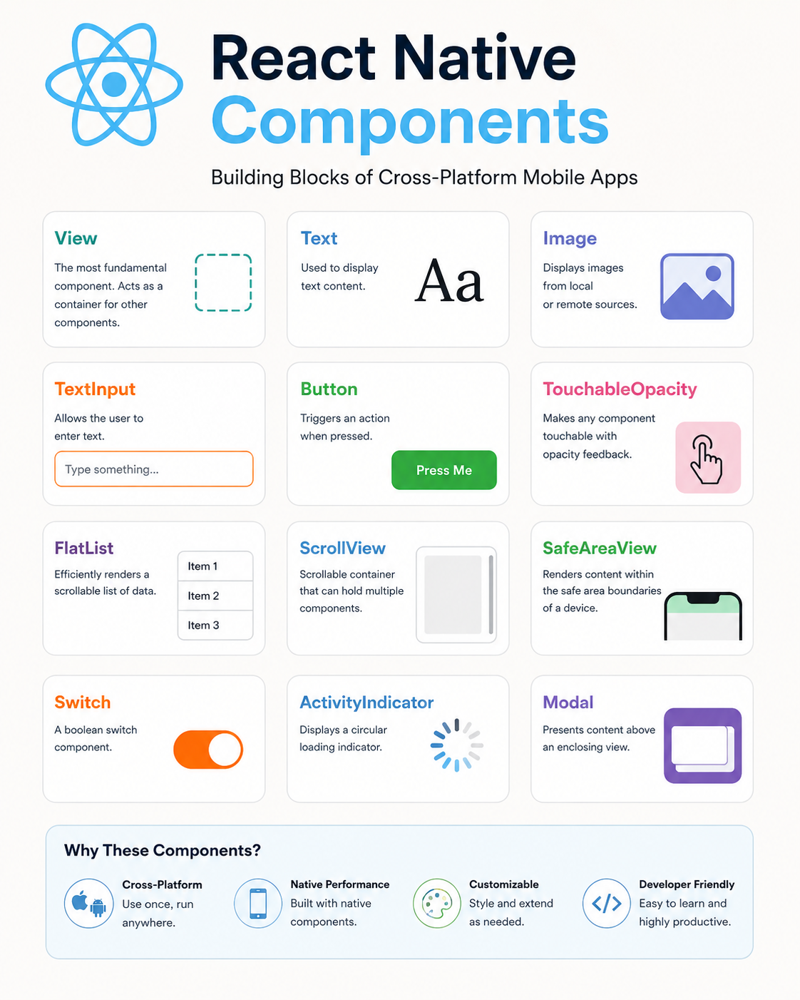 React Native
Components
Building Blocks of Cross-Platform Mobile Apps
View
The most fundamental
component. Acts as a
container for other
components.
Text
Used to display
text content.
Aa
Image
Displays images
from local
or remote sources.
TextInput
Allows the user to
enter text.
Type something...
Button
Triggers an action
when pressed.
Press Me
TouchableOpacity
Makes any component
touchable with
opacity feedback.
FlatList
Efficiently renders a
scrollable list of data.
Item 1
Item 2
Item 3
ScrollView
Scrollable container
that can hold multiple
components.
SafeAreaView
Renders content within
the safe area boundaries
of a device.
Switch
A boolean switch
component.
ActivityIndicator
Displays a circular
loading indicator.
Modal
Presents content above
an enclosing view.
Why These Components?
Cross-Platform
Use once, run
anywhere.
Native Performance
Built with native
components.
Customizable
Style and extend
as needed.
</>
Developer Friendly
Easy to learn and
highly productive.